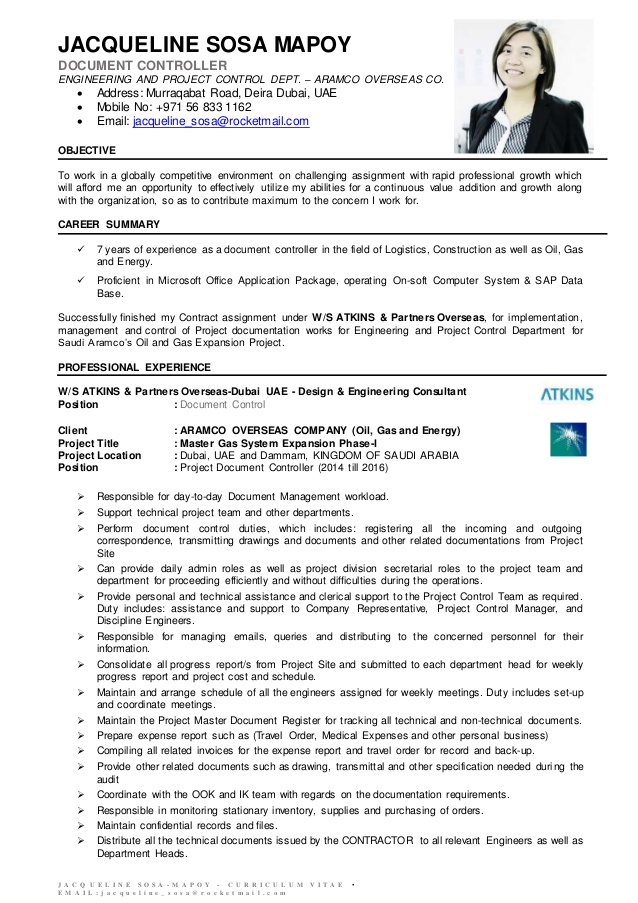 JACQUELINE SOSA MAPOY
DOCUMENT CONTROLLER
ENGINEERING AND PROJECT CONTROL DEPT. – ARAMCO OVERSEAS CO.
• Address: Murraqabat Road, Deira Dubai, UAE
• Mobile No: +971 56 833 1162
• Email: jacqueline_sosa@rocketmail.com
OBJECTIVE
To work in a globally competitive environment on challenging assignment with rapid professional growth which
will afford me an opportunity to effectively utilize my abilities for a continuous value addition and growth along
with the organization, so as to contribute maximum to the concern I work for.
CAREER SUMMARY
✓ 7 years of experience as a document controller in the field of Logistics, Construction as well as Oil, Gas
and Energy.
✓ Proficient in Microsoft Office Application Package, operating On-soft Computer System & SAP Data
Base.
Successfully finished my Contract assignment under W/S ATKINS & Partners Overseas, for implementation,
management and control of Project documentation works for Engineering and Project Control Department for
Saudi Aramco's Oil and Gas Expansion Project.
PROFESSIONAL EXPERIENCE
W/S ATKINS & Partners Overseas-Dubai UAE - Design & Engineering Consultant
ATKINS
Position : Document Control
Client : ARAMCO OVERSEAS COMPANY (Oil, Gas and Energy)
Project Title : Master Gas System Expansion Phase-I
Project Location : Dubai, UAE and Dammam, KINGDOM OF SAUDI ARABIA
Position : Project Document Controller (2014 till 2016)
➢ Responsible for day-to-day Document Management workload.
➢ Support technical project team and other departments.
➢ Perform document control duties, which includes: registering all the incoming and outgoing
correspondence, transmitting drawings and documents and other related documentations from Project
Site
➢ Can provide daily admin roles as well as project division secretarial roles to the project team and
department for proceeding efficiently and without difficulties during the operations.
➢ Provide personal and technical assistance and clerical support to the Project Control Team as required.
Duty includes: assistance and support to Company Representative, Project Control Manager, and
Discipline Engineers.
➢ Responsible for managing emails, queries and distributing to the concerned personnel for their
information.
➢ Consolidate all progress report/s from Project Site and submitted to each department head for weekly
progress report and project cost and schedule.
➢ Maintain and arrange schedule of all the engineers assigned for weekly meetings. Duty includes set-up
and coordinate meetings.
➢ Maintain the Project Master Document Register for tracking all technical and non-technical documents.
➢ Prepare expense report such as (Travel Order, Medical Expenses and other personal business)
➢ Compiling all related invoices for the expense report and travel order for record and back-up.
➢ Provide other related documents such as drawing, transmittal and other specification needed during the
audit
➢ Coordinate with the OOK and IK team with regards on the documentation requirements.
➢ Responsible in monitoring stationary inventory, supplies and purchasing of orders.
➢ Maintain confidential records and files.
➢ Distribute all the technical documents issued by the CONTRACTOR to all relevant Engineers as well as
Department Heads.
JACQUELINE SOSA-MAPOY - CURRICULUM VITAE •
EMAIL:jacqueline_sosa@rocketmail.com